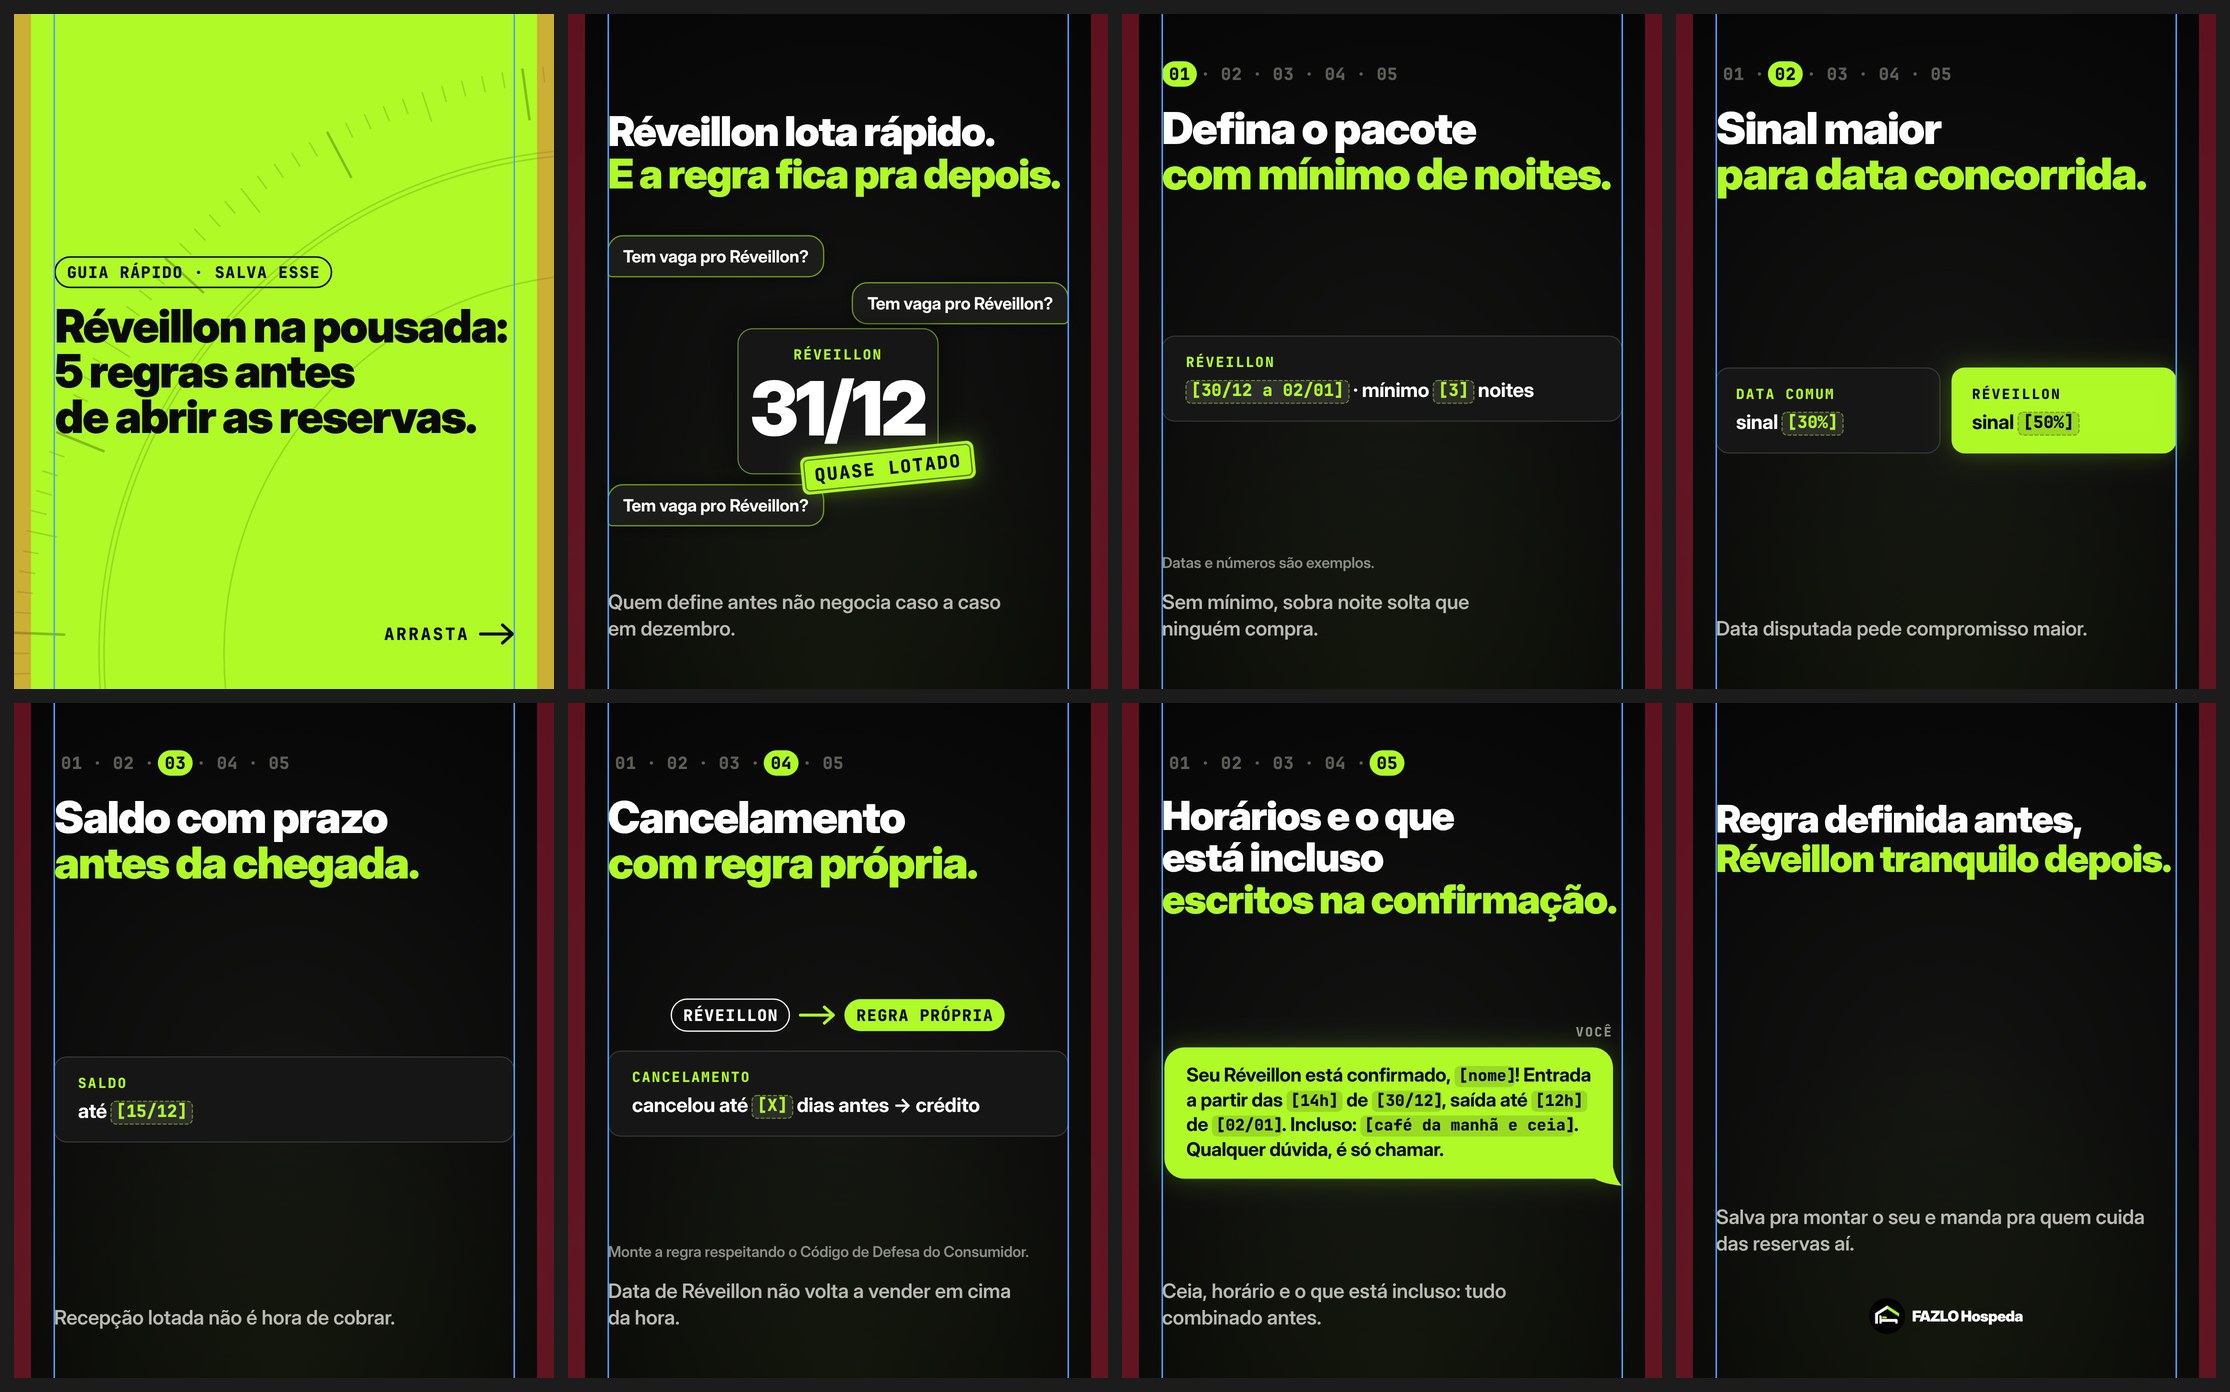 GUIA RÁPIDO · SALVA ESSE
Réveillon na pousada:
5 regras antes
de abrir as reservas.
ARRASTA
Réveillon lota rápido.
E a regra fica pra depois.
Tem vaga pro Réveillon?
Tem vaga pro Réveillon?
RÉVEILLON
31/12
QUASE LOTADO
Tem vaga pro Réveillon?
Quem define antes não negocia caso a caso
em dezembro.
01 · 02 · 03 · 04 · 05
Defina o pacote
com mínimo de noites.
RÉVEILLON
[30/12 a 02/01] · mínimo [3] noites
Datas e números são exemplos.
Sem mínimo, sobra noite solta que
ninguém compra.
01 · 02 · 03 · 04 · 05
Sinal maior
para data concorrida.
DATA COMUM
sinal [30%]
RÉVEILLON
sinal [50%]
Data disputada pede compromisso maior.
01 · 02 · 03 · 04 · 05
Saldo com prazo
antes da chegada.
SALDO
até [15/12]
Recepção lotada não é hora de cobrar.
01 · 02 · 03 · 04 · 05
Cancelamento
com regra própria.
RÉVEILLON → REGRA PRÓPRIA
CANCELAMENTO
cancelou até [X] dias antes → crédito
Monte a regra respeitando o Código de Defesa do Consumidor.
Data de Réveillon não volta a vender em cima
da hora.
01 · 02 · 03 · 04 · 05
Horários e o que
está incluso
escritos na confirmação.
VOCÊ
Seu Réveillon está confirmado, [nome]! Entrada
a partir das [14h] de [30/12], saída até [12h]
de [02/01]. Incluso: [café da manhã e ceia].
Qualquer dúvida, é só chamar.
Ceia, horário e o que está incluso: tudo
combinado antes.
Regra definida antes,
Réveillon tranquilo depois.
Salva pra montar o seu e manda pra quem cuida
das reservas aí.
FAZLO Hospeda